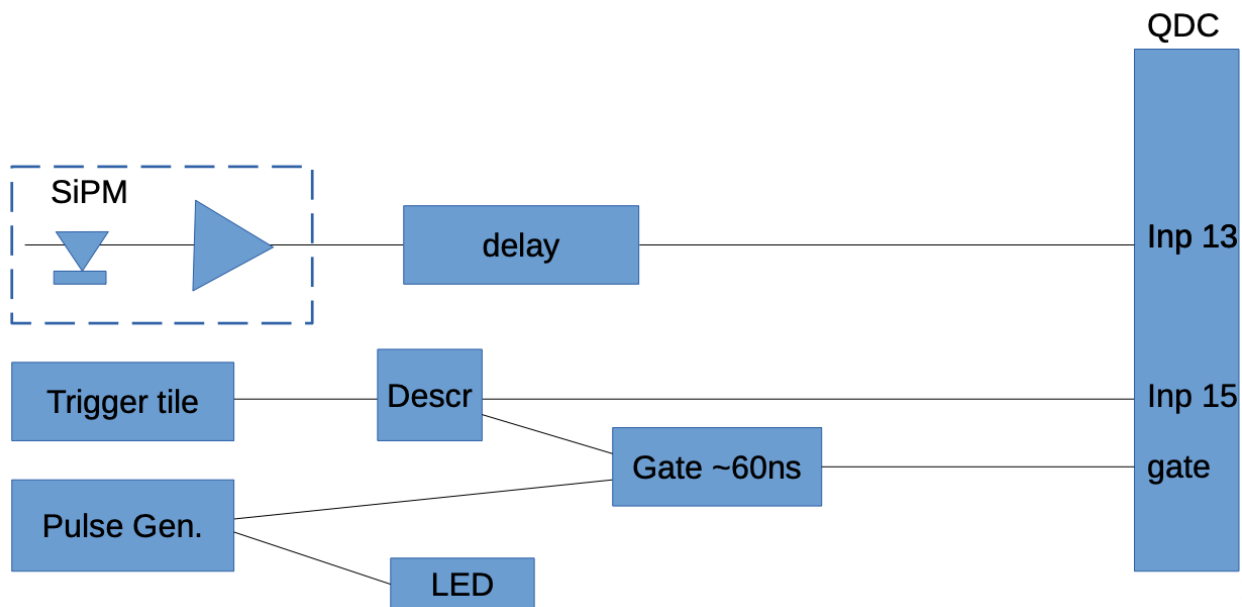 QDC
SiPM
delay
Inp 13
Trigger tile
Descr
Inp 15
Gate ~60ns
gate
Pulse Gen.
LED